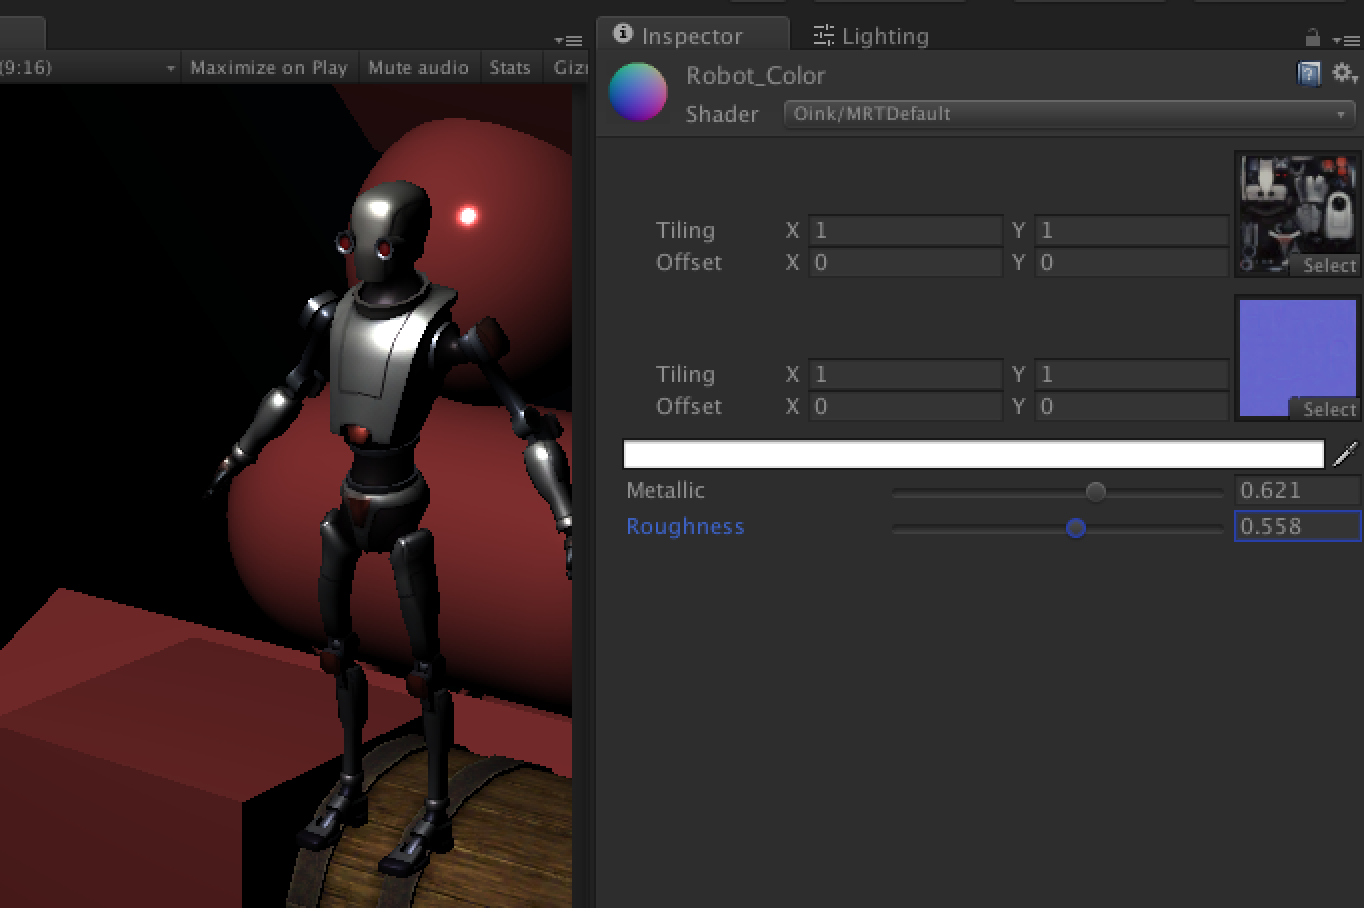 Inspector
Lighting
(9:16)
Maximize on Play
Mute audio
Stats
Robot_Color
Shader
Oink/MRTDefault
Tiling X 1 Y 1
Offset X 0 Y 0
Select
Tiling X 1 Y 1
Offset X 0 Y 0
Select
Metallic 0.621
Roughness 0.558